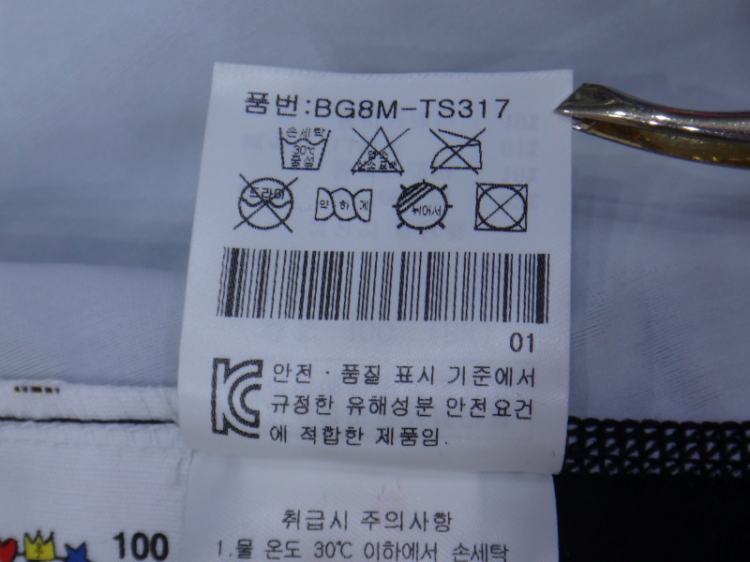 품번:BG8M-TS317
손세탁
30℃
중성
드라이
약하게
뉘어서
01
안전·품질 표시 기준에서
규정한 유해성분 안전요건
에 적합한 제품임.
취급시 주의사항
1.물 온도 30℃ 이하에서 손세탁
100